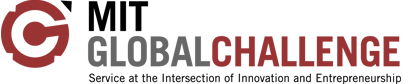 MIT
GLOBALCHALLENGE
Service at the Intersection of Innovation and Entrepreneurship